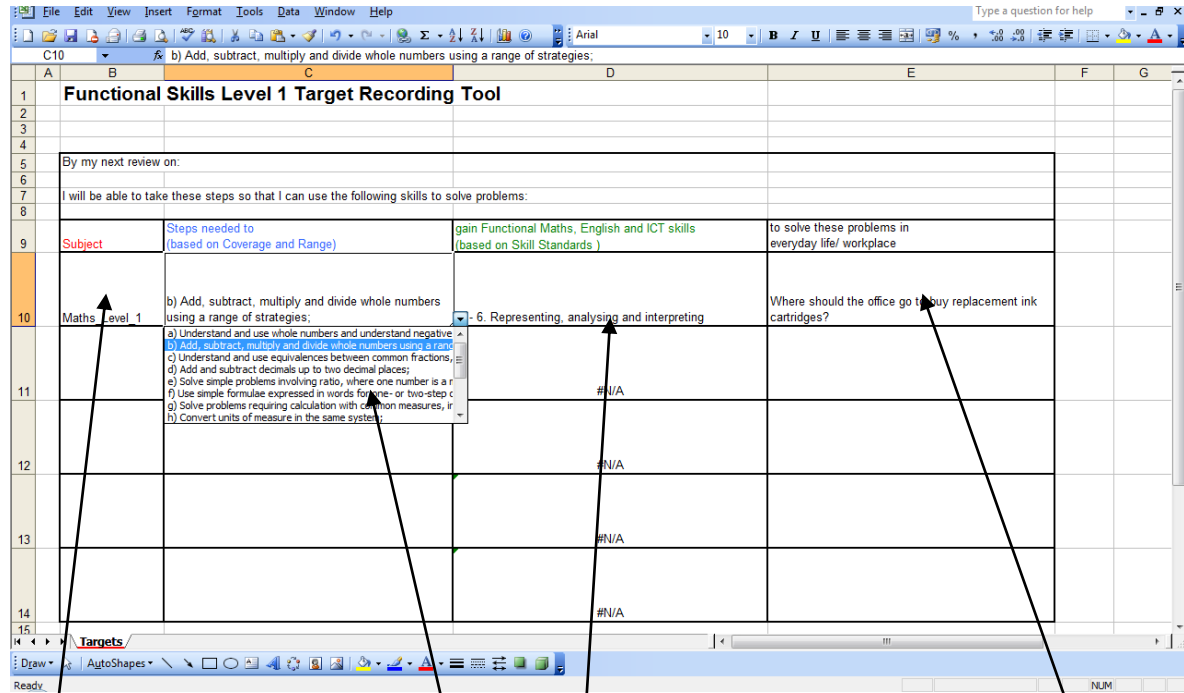 File Edit View Insert Format Tools Data Window Help Type a question for help
Arial 10 B I U
C10 fx b) Add, subtract, multiply and divide whole numbers using a range of strategies;
A B C D E F G
1 Functional Skills Level 1 Target Recording Tool
2
3
4
5 By my next review on:
6
7 I will be able to take these steps so that I can use the following skills to solve problems:
8
Steps needed to gain Functional Maths, English and ICT skills to solve these problems in
9 Subject (based on Coverage and Range) (based on Skill Standards ) everyday life/ workplace
b) Add, subtract, multiply and divide whole numbers Where should the office go to buy replacement ink
10 Maths_Level_1 using a range of strategies; - 6. Representing, analysing and interpreting cartridges?
a) Understand and use whole numbers and understand negative
b) Add, subtract, multiply and divide whole numbers using a rang
c) Understand and use equivalences between common fractions,
d) Add and subtract decimals up to two decimal places;
e) Solve simple problems involving ratio, where one number is a
11 #N/A
f) Use simple formulae expressed in words for one- or two-step
g) Solve problems requiring calculation with common measures,
h) Convert units of measure in the same system;
12 #N/A
13 #N/A
14 #N/A
15
Targets
Draw AutoShapes
Ready NUM